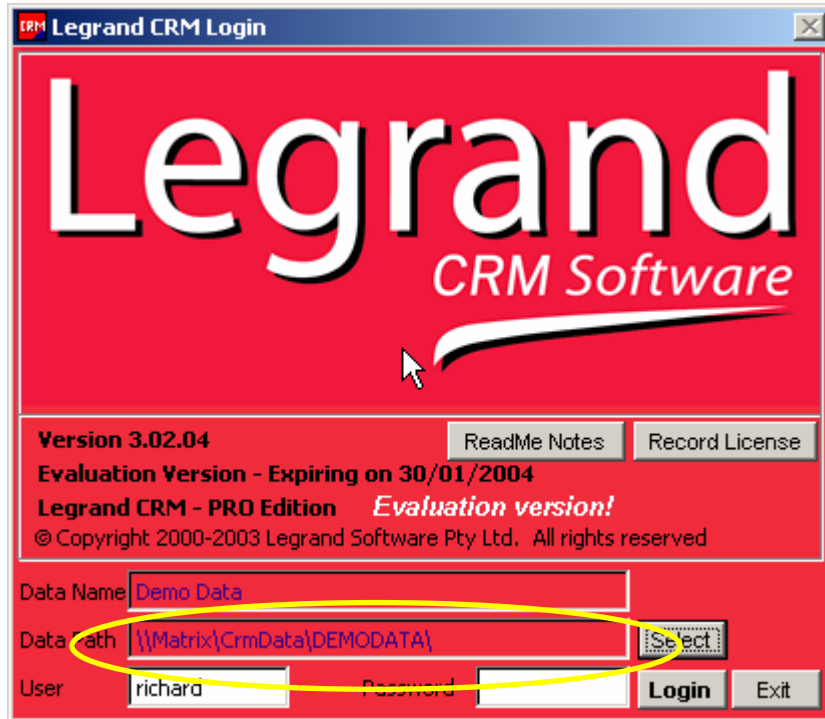 CRM Legrand CRM Login
Legrand
CRM Software
Version 3.02.04 ReadMe Notes Record License
Evaluation Version - Expiring on 30/01/2004
Legrand CRM - PRO Edition Evaluation version!
© Copyright 2000-2003 Legrand Software Pty Ltd. All rights reserved
Data Name Demo Data
Data Path \\Matrix\CrmData\DEMODATA\ Select
User richard Password Login Exit